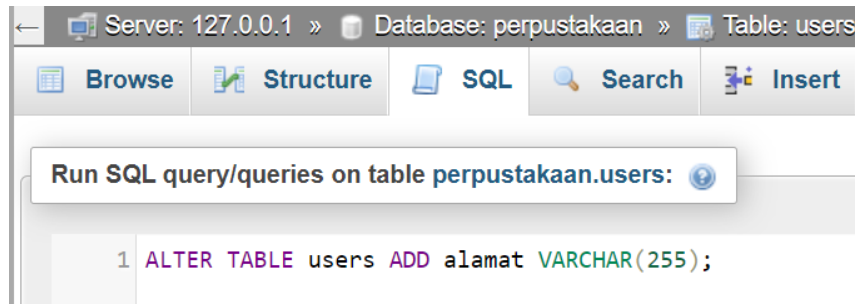 ← Server: 127.0.0.1 » Database: perpustakaan » Table: users
Browse Structure SQL Search Insert
Run SQL query/queries on table perpustakaan.users:
1 ALTER TABLE users ADD alamat VARCHAR(255);